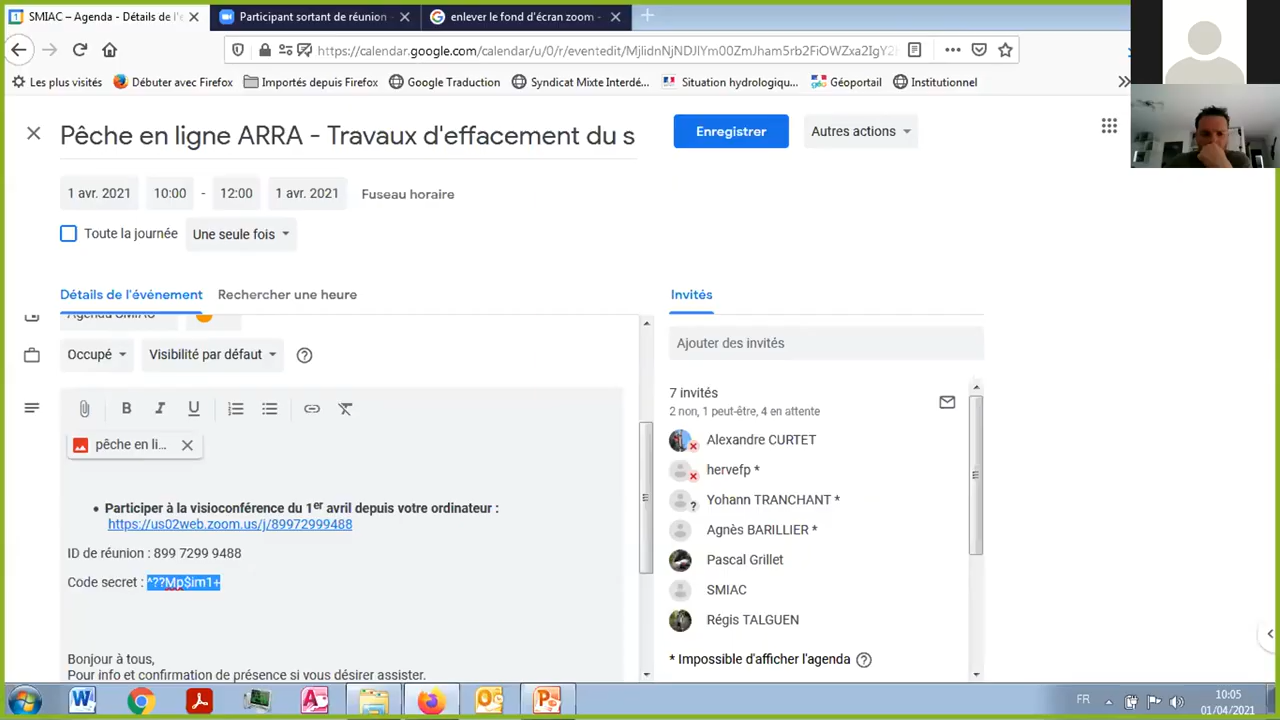 SMIAC – Agenda - Détails de l'é
Participant sortant de réunion -
enlever le fond d'écran zoom -
https://calendar.google.com/calendar/u/0/r/eventedit/
Les plus visités
Débuter avec Firefox
Importés depuis Firefox
Google Traduction
Syndicat Mixte Interdé...
Situation hydrologiqu...
Géoportail
Institutionnel
Pêche en ligne ARRA - Travaux d'effacement du s
Enregistrer
Autres actions
1 avr. 2021 10:00 - 12:00 1 avr. 2021 Fuseau horaire
Toute la journée Une seule fois
Détails de l'événement Rechercher une heure
Agenda SMIAC
Occupé Visibilité par défaut
B I U
pêche en li...
• Participer à la visioconférence du 1er avril depuis votre ordinateur :
https://us02web.zoom.us/j/89972999488
ID de réunion : 899 7299 9488
Code secret : ^??Mp$im1+
Bonjour à tous,
Pour info et confirmation de présence si vous désirer assister.
Invités
Ajouter des invités
7 invités
2 non, 1 peut-être, 4 en attente
Alexandre CURTET
hervefp *
Yohann TRANCHANT *
Agnès BARILLIER *
Pascal Grillet
SMIAC
Régis TALGUEN
* Impossible d'afficher l'agenda
FR
10:05
01/04/2021